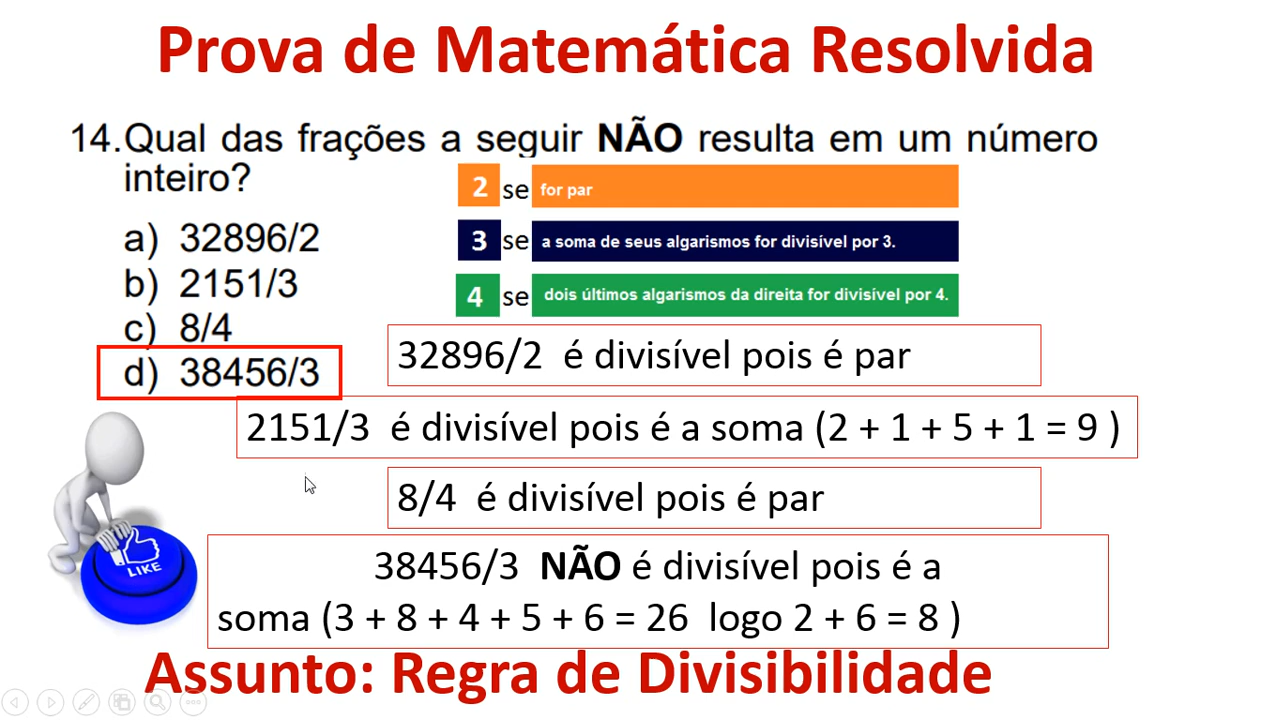 Prova de Matemática Resolvida
14.Qual das frações a seguir NÃO resulta em um número
inteiro?
2 se for par
a) 32896/2
3 se a soma de seus algarismos for divisível por 3.
b) 2151/3
4 se dois últimos algarismos da direita for divisível por 4.
c) 8/4
32896/2 é divisível pois é par
d) 38456/3
2151/3 é divisível pois é a soma (2 + 1 + 5 + 1 = 9 )
8/4 é divisível pois é par
38456/3 NÃO é divisível pois é a
soma (3 + 8 + 4 + 5 + 6 = 26 logo 2 + 6 = 8 )
LIKE
Assunto: Regra de Divisibilidade